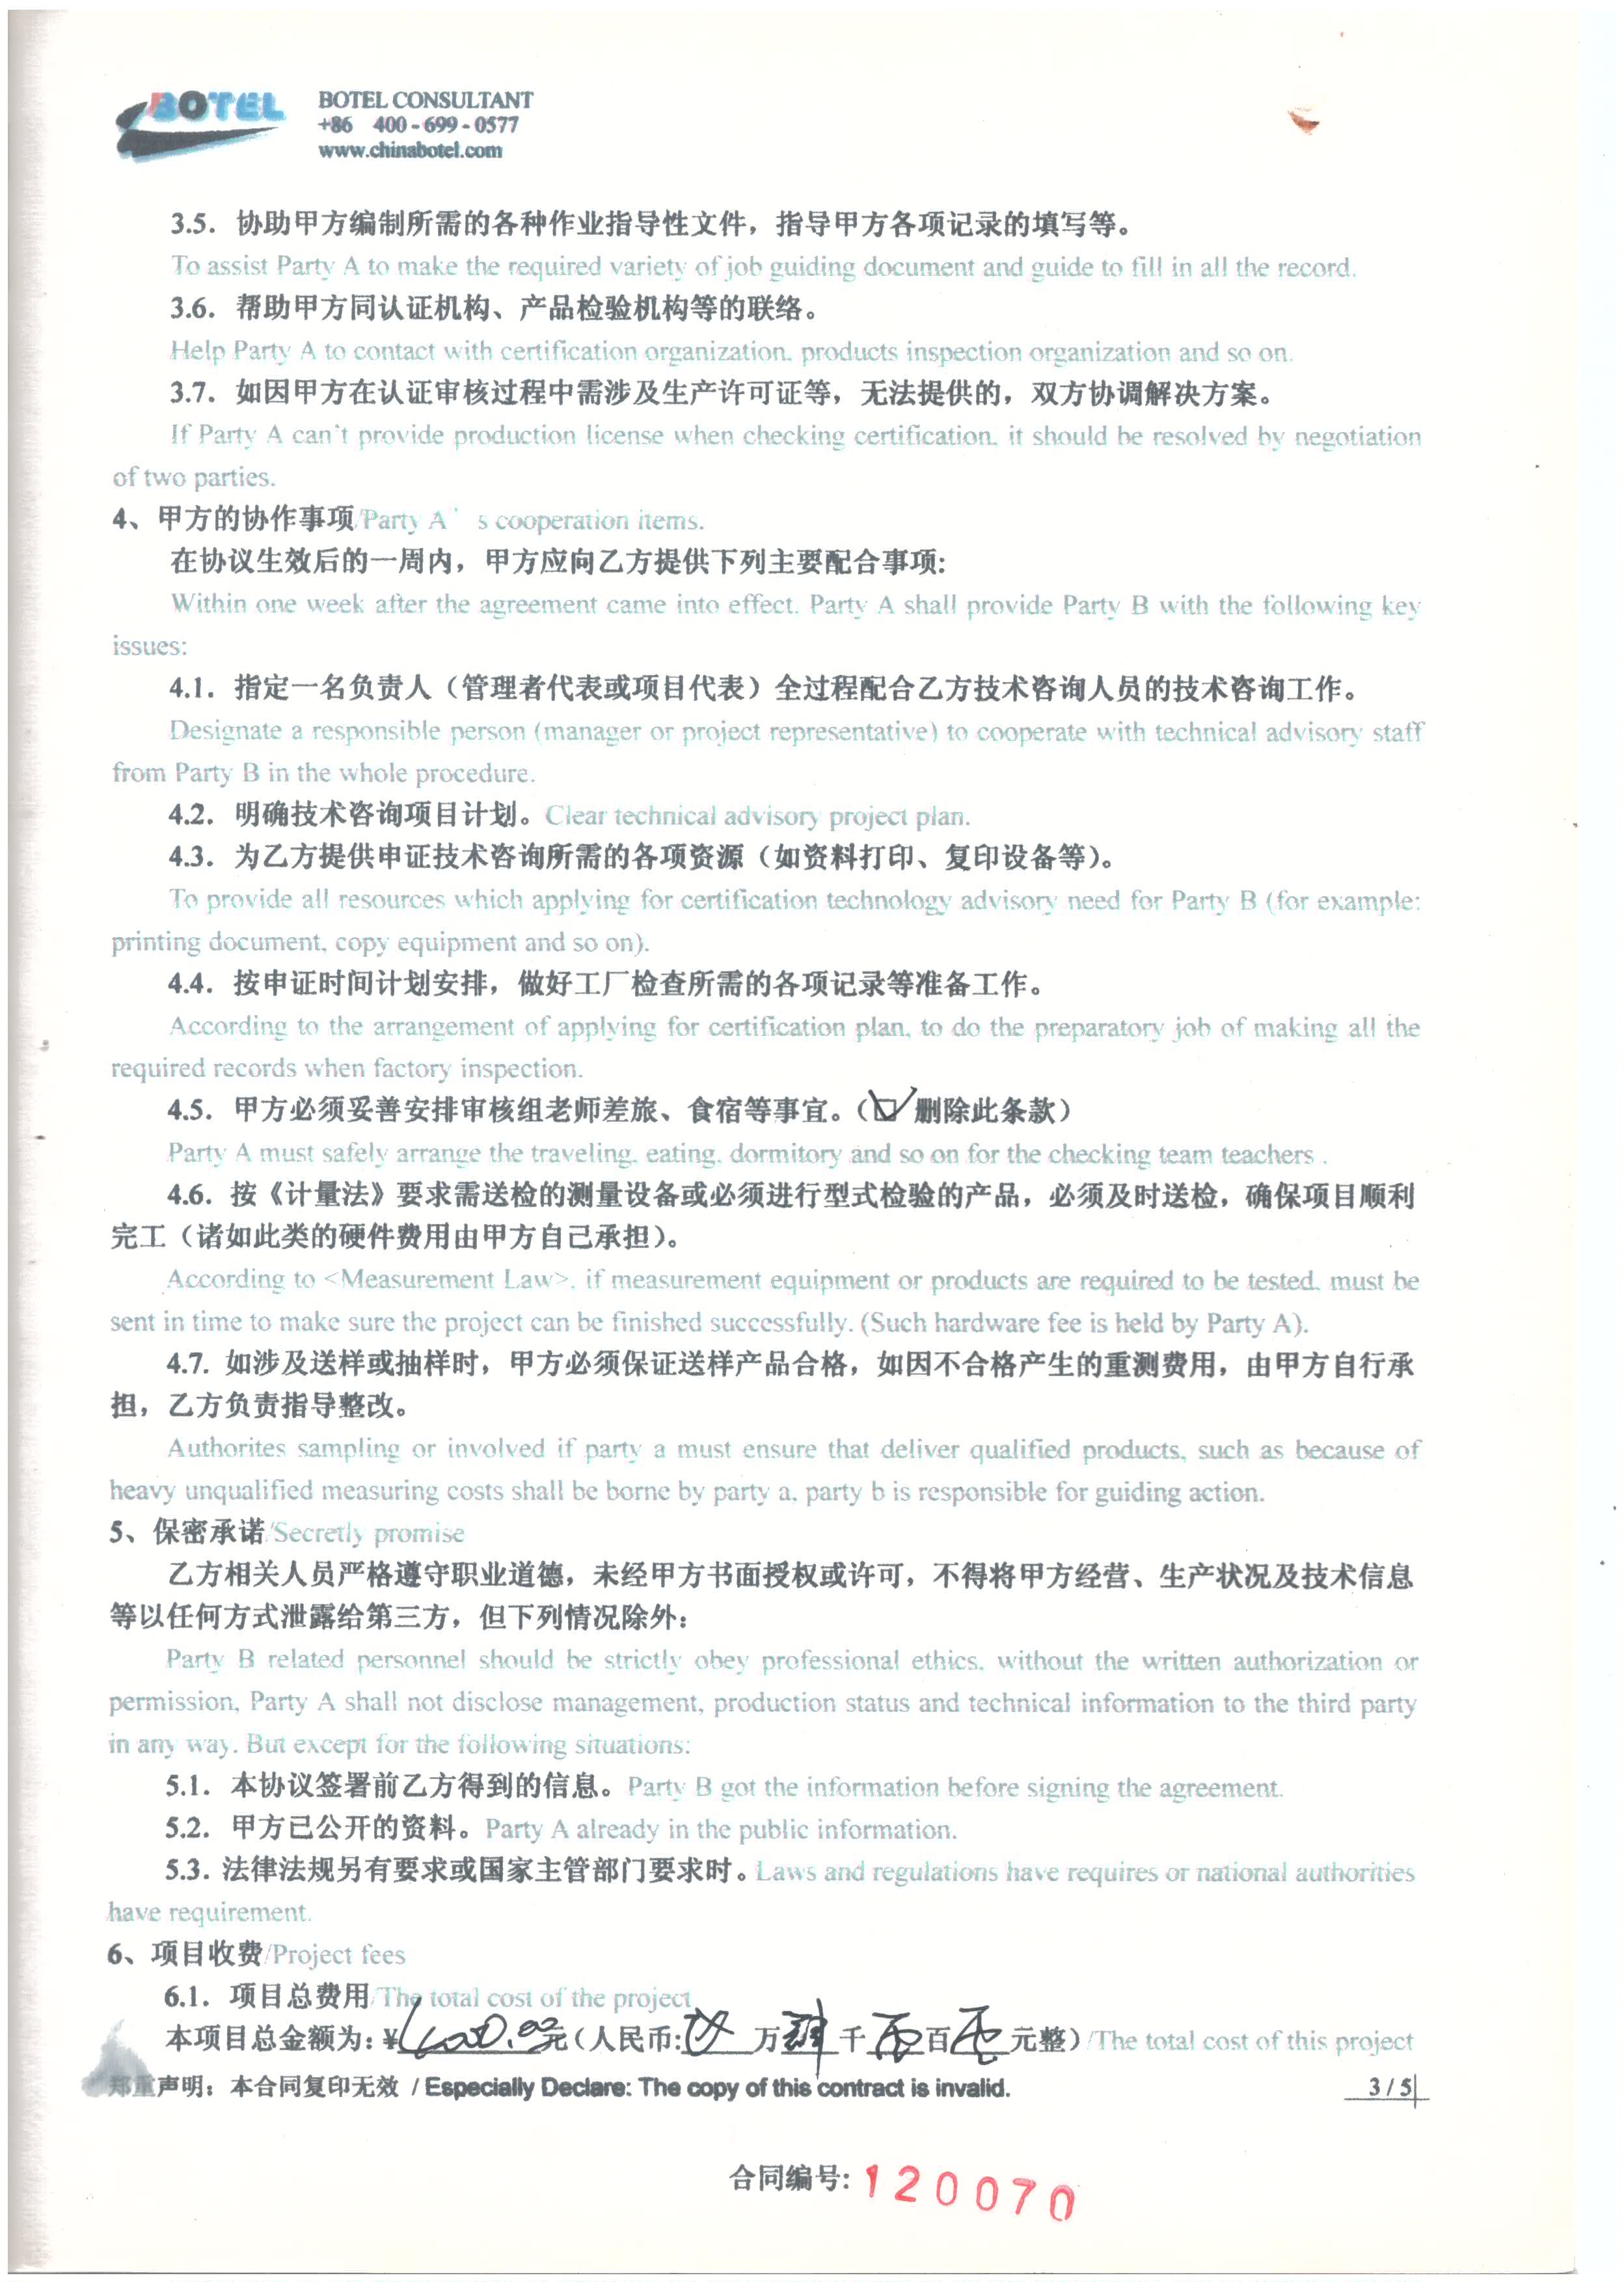 BOTEL
BOTEL CONSULTANT
+86 400-699-0577
www.chinabotel.com
3.5. 协助甲方编制所需的各种作业指导性文件，指导甲方各项记录的填写等。
To assist Party A to make the required variety of job guiding document and guide to fill in all the record.
3.6. 帮助甲方同认证机构、产品检验机构等的联络。
Help Party A to contact with certification organization, products inspection organization and so on.
3.7. 如因甲方在认证审核过程中需涉及生产许可证等，无法提供的，双方协调解决方案。
If Party A can't provide production license when checking certification, it should be resolved by negotiation
of two parties.
4、甲方的协作事项/Party A's cooperation items.
在协议生效后的一周内，甲方应向乙方提供下列主要配合事项:
Within one week after the agreement came into effect. Party A shall provide Party B with the following key
issues:
4.1. 指定一名负责人（管理者代表或项目代表）全过程配合乙方技术咨询人员的技术咨询工作。
Designate a responsible person (manager or project representative) to cooperate with technical advisory staff
from Party B in the whole procedure.
4.2. 明确技术咨询项目计划。Clear technical advisory project plan.
4.3. 为乙方提供申证技术咨询所需的各项资源（如资料打印、复印设备等）。
To provide all resources which applying for certification technology advisory need for Party B (for example:
printing document, copy equipment and so on).
4.4. 按申证时间计划安排，做好工厂检查所需的各项记录等准备工作。
According to the arrangement of applying for certification plan, to do the preparatory job of making all the
required records when factory inspection.
4.5. 甲方必须妥善安排审核组老师差旅、食宿等事宜。（☑删除此条款）
Party A must safely arrange the traveling, eating, dormitory and so on for the checking team teachers .
4.6. 按《计量法》要求需送检的测量设备或必须进行型式检验的产品，必须及时送检，确保项目顺利
完工（诸如此类的硬件费用由甲方自己承担）。
According to <Measurement Law>, if measurement equipment or products are required to be tested, must be
sent in time to make sure the project can be finished successfully. (Such hardware fee is held by Party A).
4.7. 如涉及送样或抽样时，甲方必须保证送样产品合格，如因不合格产生的重测费用，由甲方自行承
担，乙方负责指导整改。
Authorites sampling or involved if party a must ensure that deliver qualified products, such as because of
heavy unqualified measuring costs shall be borne by party a, party b is responsible for guiding action.
5、保密承诺/Secretly promise
乙方相关人员严格遵守职业道德，未经甲方书面授权或许可，不得将甲方经营、生产状况及技术信息
等以任何方式泄露给第三方，但下列情况除外：
Party B related personnel should be strictly obey professional ethics, without the written authorization or
permission, Party A shall not disclose management, production status and technical information to the third party
in any way. But except for the following situations:
5.1. 本协议签署前乙方得到的信息。Party B got the information before signing the agreement.
5.2. 甲方已公开的资料。Party A already in the public information.
5.3. 法律法规另有要求或国家主管部门要求时。Laws and regulations have requires or national authorities
have requirement.
6、项目收费/Project fees
6.1. 项目总费用/The total cost of the project
本项目总金额为：¥ 元（人民币: 万 肆 千 百 元整）/The total cost of this project
郑重声明：本合同复印无效 / Especially Declare: The copy of this contract is invalid.
3 / 5
合同编号: 120070